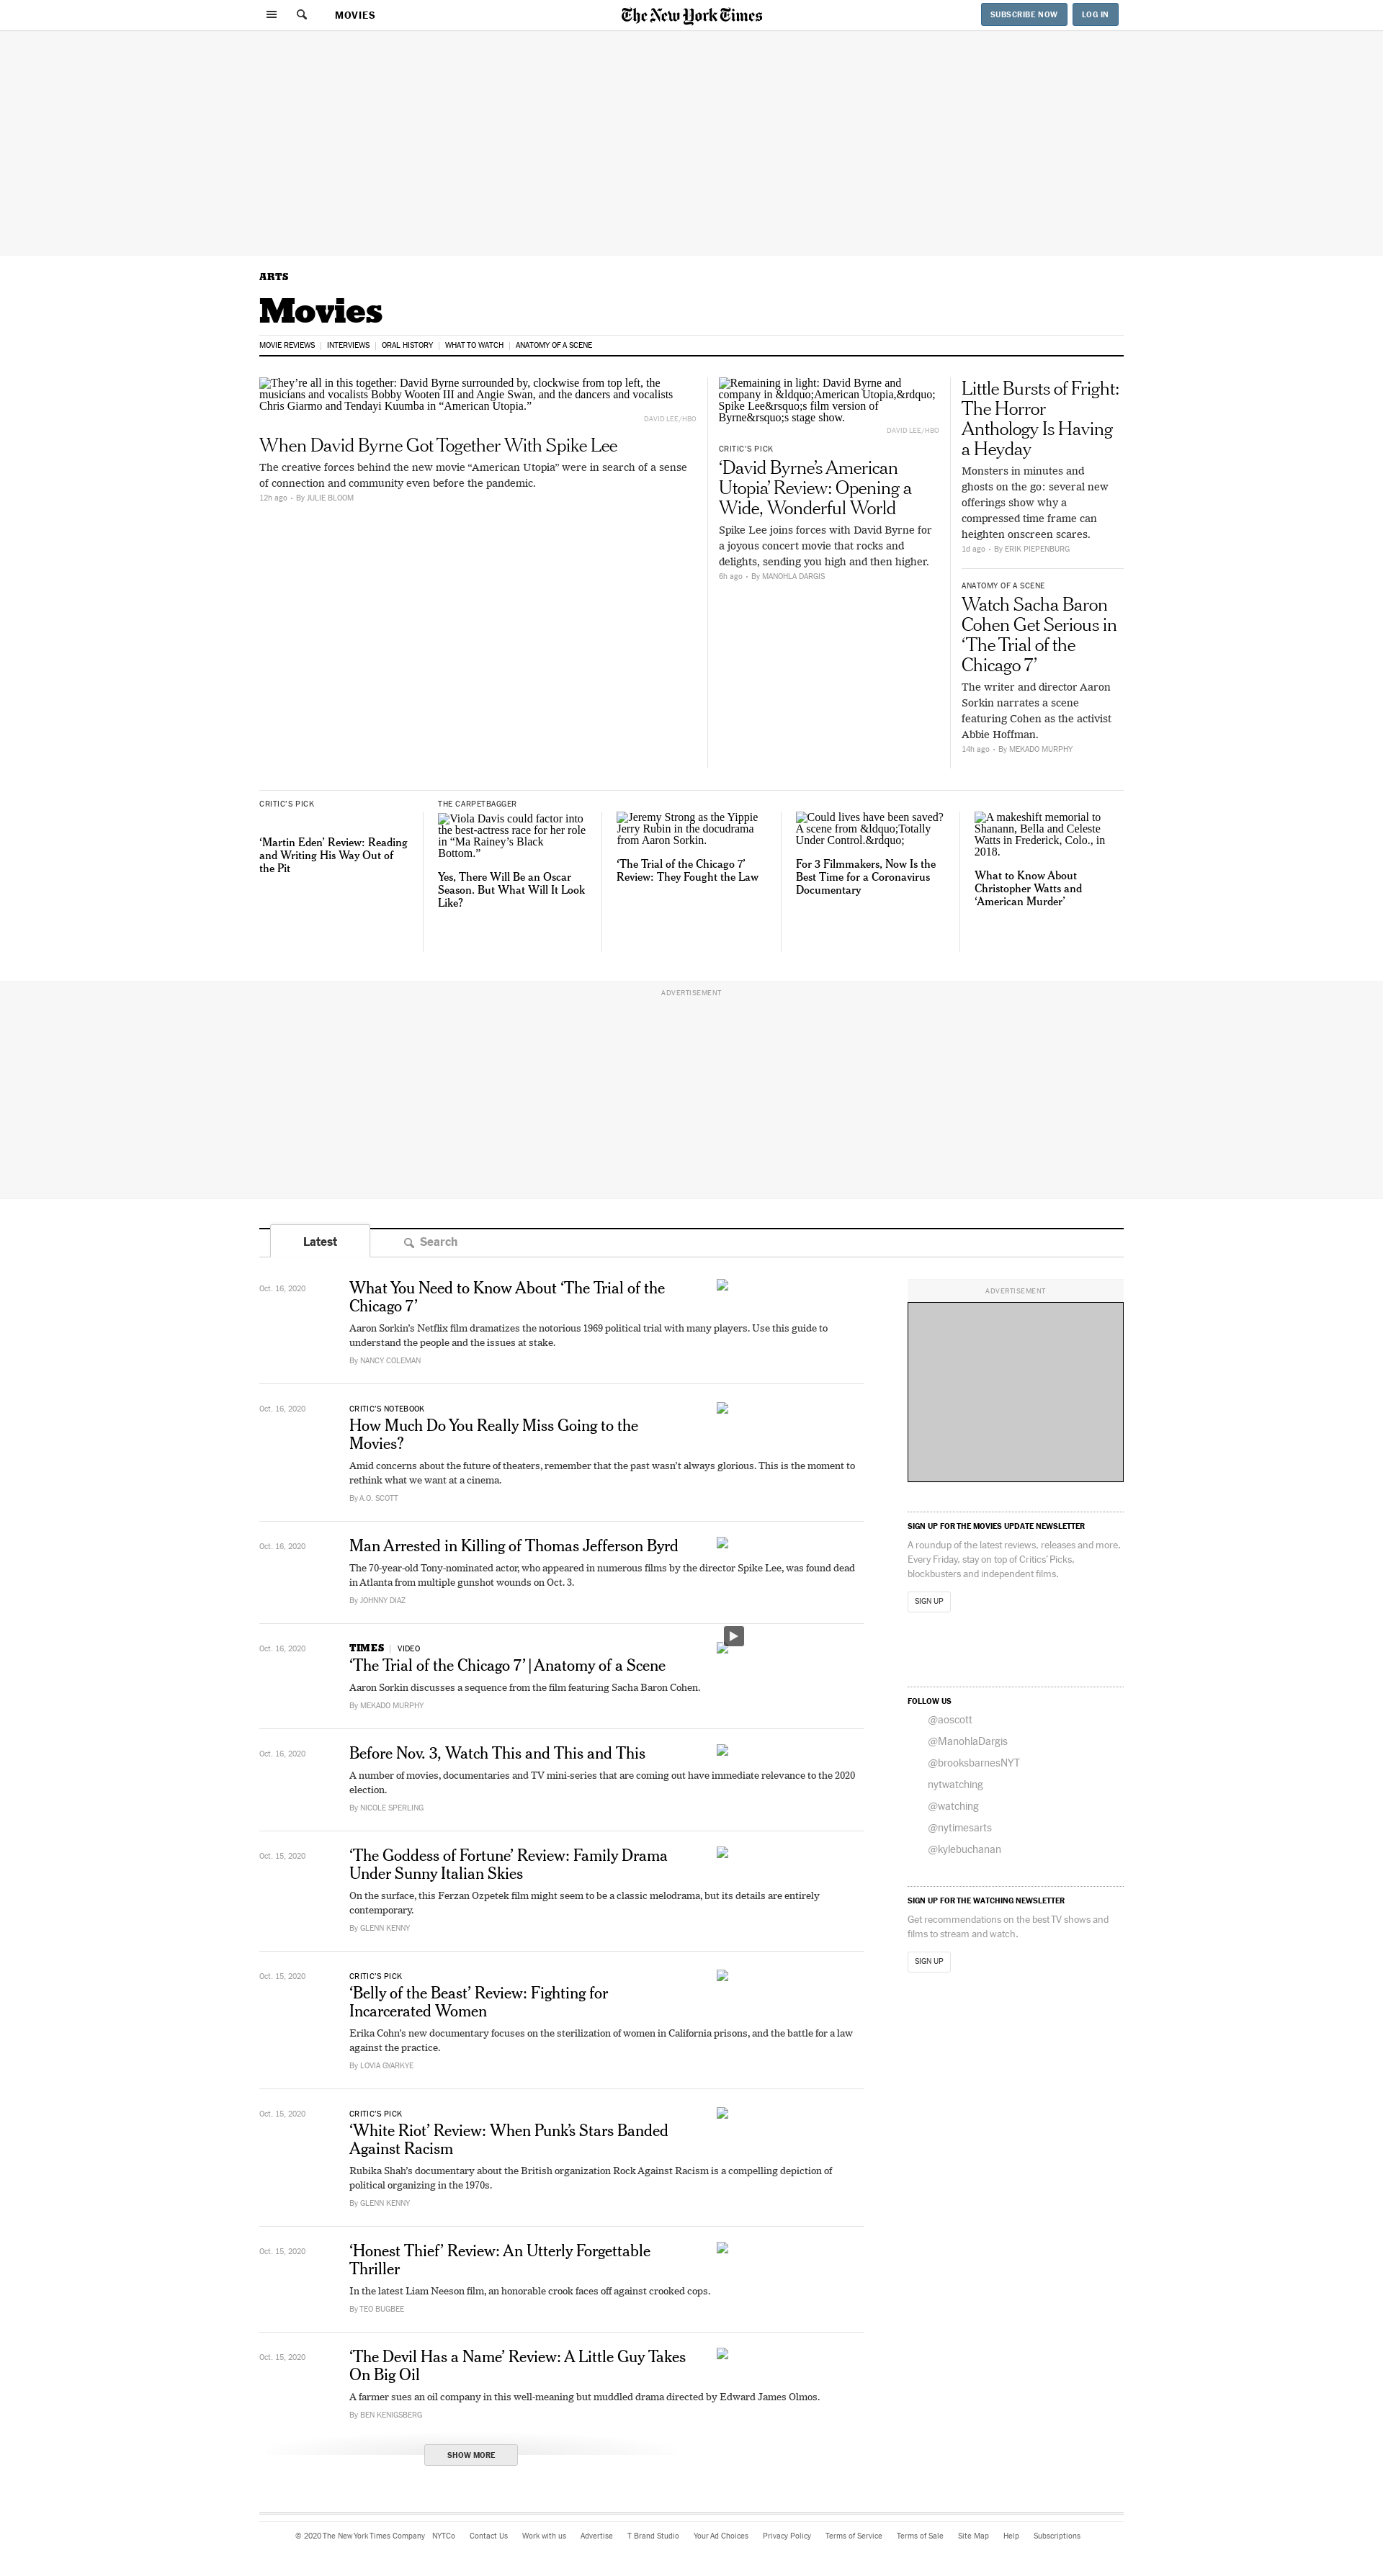 MOVIES
The New York Times
SUBSCRIBE NOW
LOG IN
ARTS
Movies
MOVIE REVIEWS | INTERVIEWS | ORAL HISTORY | WHAT TO WATCH | ANATOMY OF A SCENE
They’re all in this together: David Byrne surrounded by, clockwise from top left, the
musicians and vocalists Bobby Wooten III and Angie Swan, and the dancers and vocalists
Chris Giarmo and Tendayi Kuumba in “American Utopia.”
DAVID LEE/HBO
When David Byrne Got Together With Spike Lee
The creative forces behind the new movie “American Utopia” were in search of a sense
of connection and community even before the pandemic.
12h ago • By JULIE BLOOM
Remaining in light: David Byrne and
company in &ldquo;American Utopia,&rdquo;
Spike Lee&rsquo;s film version of
Byrne&rsquo;s stage show.
DAVID LEE/HBO
CRITIC’S PICK
‘David Byrne’s American
Utopia’ Review: Opening a
Wide, Wonderful World
Spike Lee joins forces with David Byrne for
a joyous concert movie that rocks and
delights, sending you high and then higher.
6h ago • By MANOHLA DARGIS
Little Bursts of Fright:
The Horror
Anthology Is Having
a Heyday
Monsters in minutes and
ghosts on the go: several new
offerings show why a
compressed time frame can
heighten onscreen scares.
1d ago • By ERIK PIEPENBURG
ANATOMY OF A SCENE
Watch Sacha Baron
Cohen Get Serious in
‘The Trial of the
Chicago 7’
The writer and director Aaron
Sorkin narrates a scene
featuring Cohen as the activist
Abbie Hoffman.
14h ago • By MEKADO MURPHY
CRITIC’S PICK
‘Martin Eden’ Review: Reading
and Writing His Way Out of
the Pit
THE CARPETBAGGER
Viola Davis could factor into
the best-actress race for her role
in “Ma Rainey’s Black
Bottom.”
Yes, There Will Be an Oscar
Season. But What Will It Look
Like?
Jeremy Strong as the Yippie
Jerry Rubin in the docudrama
from Aaron Sorkin.
‘The Trial of the Chicago 7’
Review: They Fought the Law
Could lives have been saved?
A scene from &ldquo;Totally
Under Control.&rdquo;
For 3 Filmmakers, Now Is the
Best Time for a Coronavirus
Documentary
A makeshift memorial to
Shanann, Bella and Celeste
Watts in Frederick, Colo., in
2018.
What to Know About
Christopher Watts and
‘American Murder’
ADVERTISEMENT
Latest
Search
Oct. 16, 2020
What You Need to Know About ‘The Trial of the
Chicago 7’
Aaron Sorkin’s Netflix film dramatizes the notorious 1969 political trial with many players. Use this guide to
understand the people and the issues at stake.
By NANCY COLEMAN
Oct. 16, 2020
CRITIC’S NOTEBOOK
How Much Do You Really Miss Going to the
Movies?
Amid concerns about the future of theaters, remember that the past wasn’t always glorious. This is the moment to
rethink what we want at a cinema.
By A.O. SCOTT
Oct. 16, 2020
Man Arrested in Killing of Thomas Jefferson Byrd
The 70-year-old Tony-nominated actor, who appeared in numerous films by the director Spike Lee, was found dead
in Atlanta from multiple gunshot wounds on Oct. 3.
By JOHNNY DIAZ
Oct. 16, 2020
TIMES | VIDEO
‘The Trial of the Chicago 7’ | Anatomy of a Scene
Aaron Sorkin discusses a sequence from the film featuring Sacha Baron Cohen.
By MEKADO MURPHY
Oct. 16, 2020
Before Nov. 3, Watch This and This and This
A number of movies, documentaries and TV mini-series that are coming out have immediate relevance to the 2020
election.
By NICOLE SPERLING
Oct. 15, 2020
‘The Goddess of Fortune’ Review: Family Drama
Under Sunny Italian Skies
On the surface, this Ferzan Ozpetek film might seem to be a classic melodrama, but its details are entirely
contemporary.
By GLENN KENNY
Oct. 15, 2020
CRITIC’S PICK
‘Belly of the Beast’ Review: Fighting for
Incarcerated Women
Erika Cohn’s new documentary focuses on the sterilization of women in California prisons, and the battle for a law
against the practice.
By LOVIA GYARKYE
Oct. 15, 2020
CRITIC’S PICK
‘White Riot’ Review: When Punk’s Stars Banded
Against Racism
Rubika Shah’s documentary about the British organization Rock Against Racism is a compelling depiction of
political organizing in the 1970s.
By GLENN KENNY
Oct. 15, 2020
‘Honest Thief’ Review: An Utterly Forgettable
Thriller
In the latest Liam Neeson film, an honorable crook faces off against crooked cops.
By TEO BUGBEE
Oct. 15, 2020
‘The Devil Has a Name’ Review: A Little Guy Takes
On Big Oil
A farmer sues an oil company in this well-meaning but muddled drama directed by Edward James Olmos.
By BEN KENIGSBERG
SHOW MORE
ADVERTISEMENT
SIGN UP FOR THE MOVIES UPDATE NEWSLETTER
A roundup of the latest reviews, releases and more.
Every Friday, stay on top of Critics’ Picks,
blockbusters and independent films.
SIGN UP
FOLLOW US
@aoscott
@ManohlaDargis
@brooksbarnesNYT
nytwatching
@watching
@nytimesarts
@kylebuchanan
SIGN UP FOR THE WATCHING NEWSLETTER
Get recommendations on the best TV shows and
films to stream and watch.
SIGN UP
© 2020 The New York Times Company NYTCo Contact Us Work with us Advertise T Brand Studio Your Ad Choices Privacy Policy Terms of Service Terms of Sale Site Map Help Subscriptions